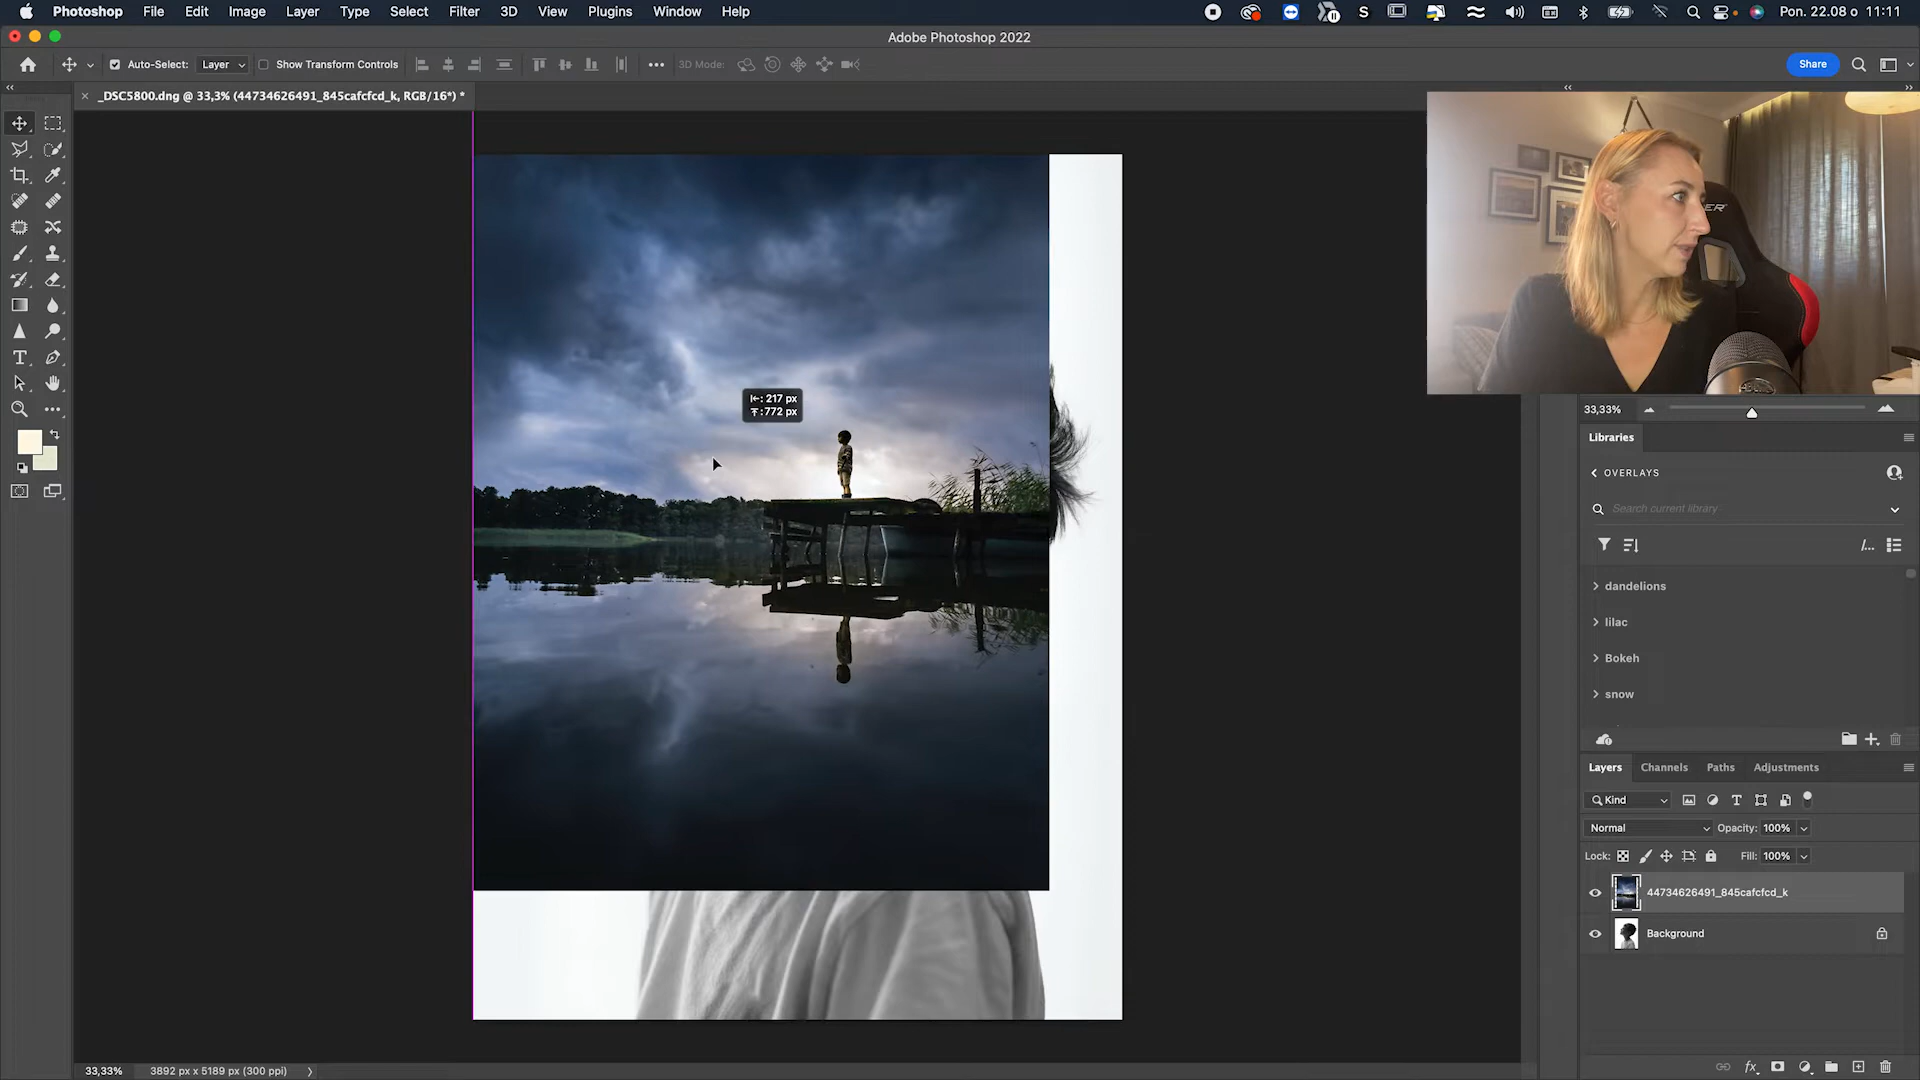 Photoshop File Edit Image Layer Type Select Filter 3D View Plugins Window Help
Pon. 22.08 o 11:11
Adobe Photoshop 2022
Auto-Select: Layer Show Transform Controls
3D Mode:
Share
_DSC5800.dng @ 33,3% (44734626491_845cafcfcd_k, RGB/16*) *
: 217 px
: 772 px
33,33%
Libraries
OVERLAYS
Search current library
dandelions
lilac
Bokeh
snow
Layers Channels Paths Adjustments
Kind
Normal Opacity: 100%
Lock: Fill: 100%
44734626491_845cafcfcd_k
Background
33,33% 3892 px x 5189 px (300 ppi)